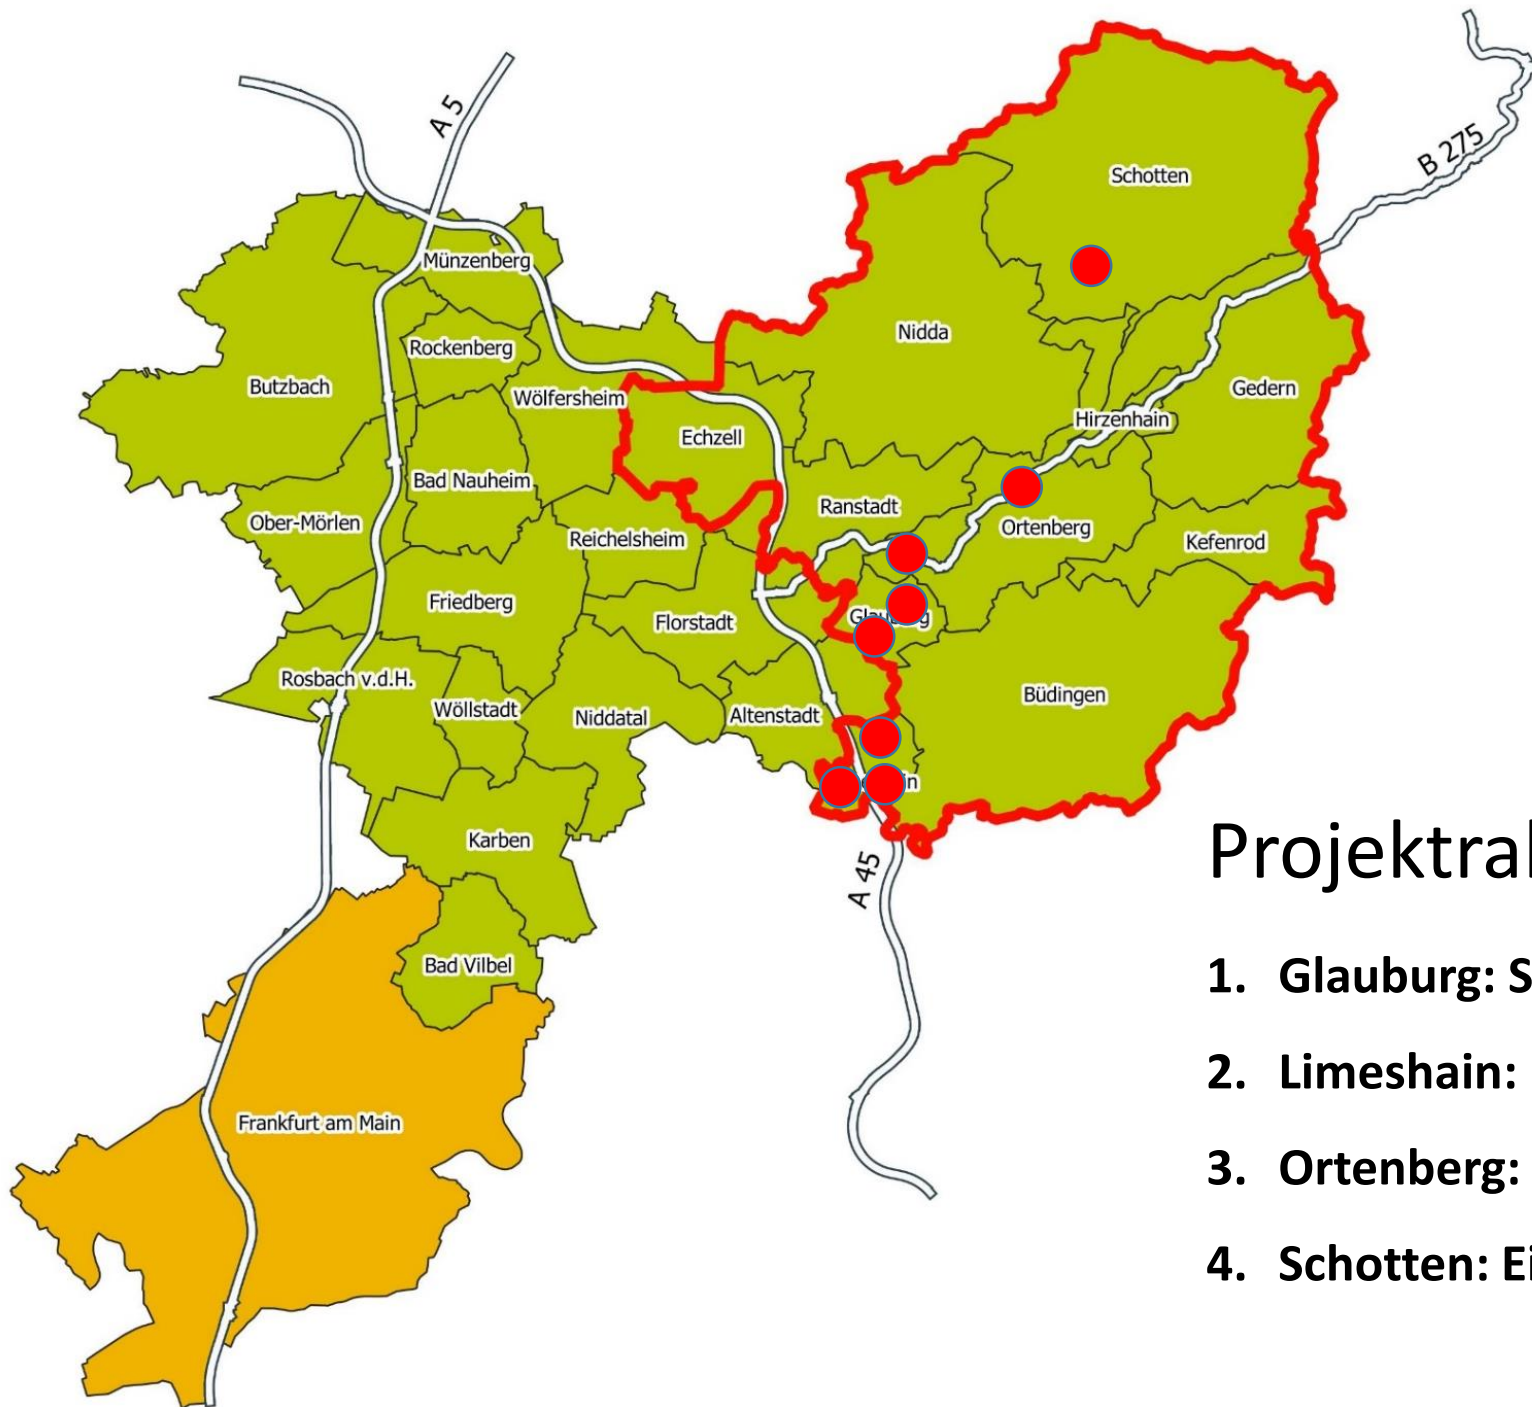 A 5
B 275
Schotten
Münzenberg
Nidda
Rockenberg
Butzbach
Gedern
Wölfersheim
Hirzenhain
Echzell
Bad Nauheim
Ranstadt
Ober-Mörlen
Ortenberg
Reichelsheim
Kefenrod
Friedberg
Florstadt
Rosbach v.d.H.
Büdingen
Wöllstadt
Niddatal
Altenstadt
Karben
A 45
Bad Vilbel
Frankfurt am Main
1. Glauburg: S
2. Limeshain:
3. Ortenberg:
4. Schotten: